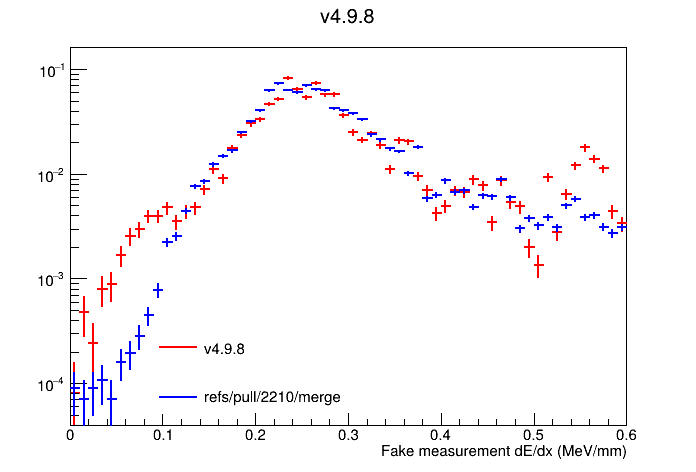 v4.9.8
10⁻¹
10⁻²
10⁻³
10⁻⁴
v4.9.8
refs/pull/2210/merge
0 0.1 0.2 0.3 0.4 0.5 0.6
Fake measurement dE/dx (MeV/mm)